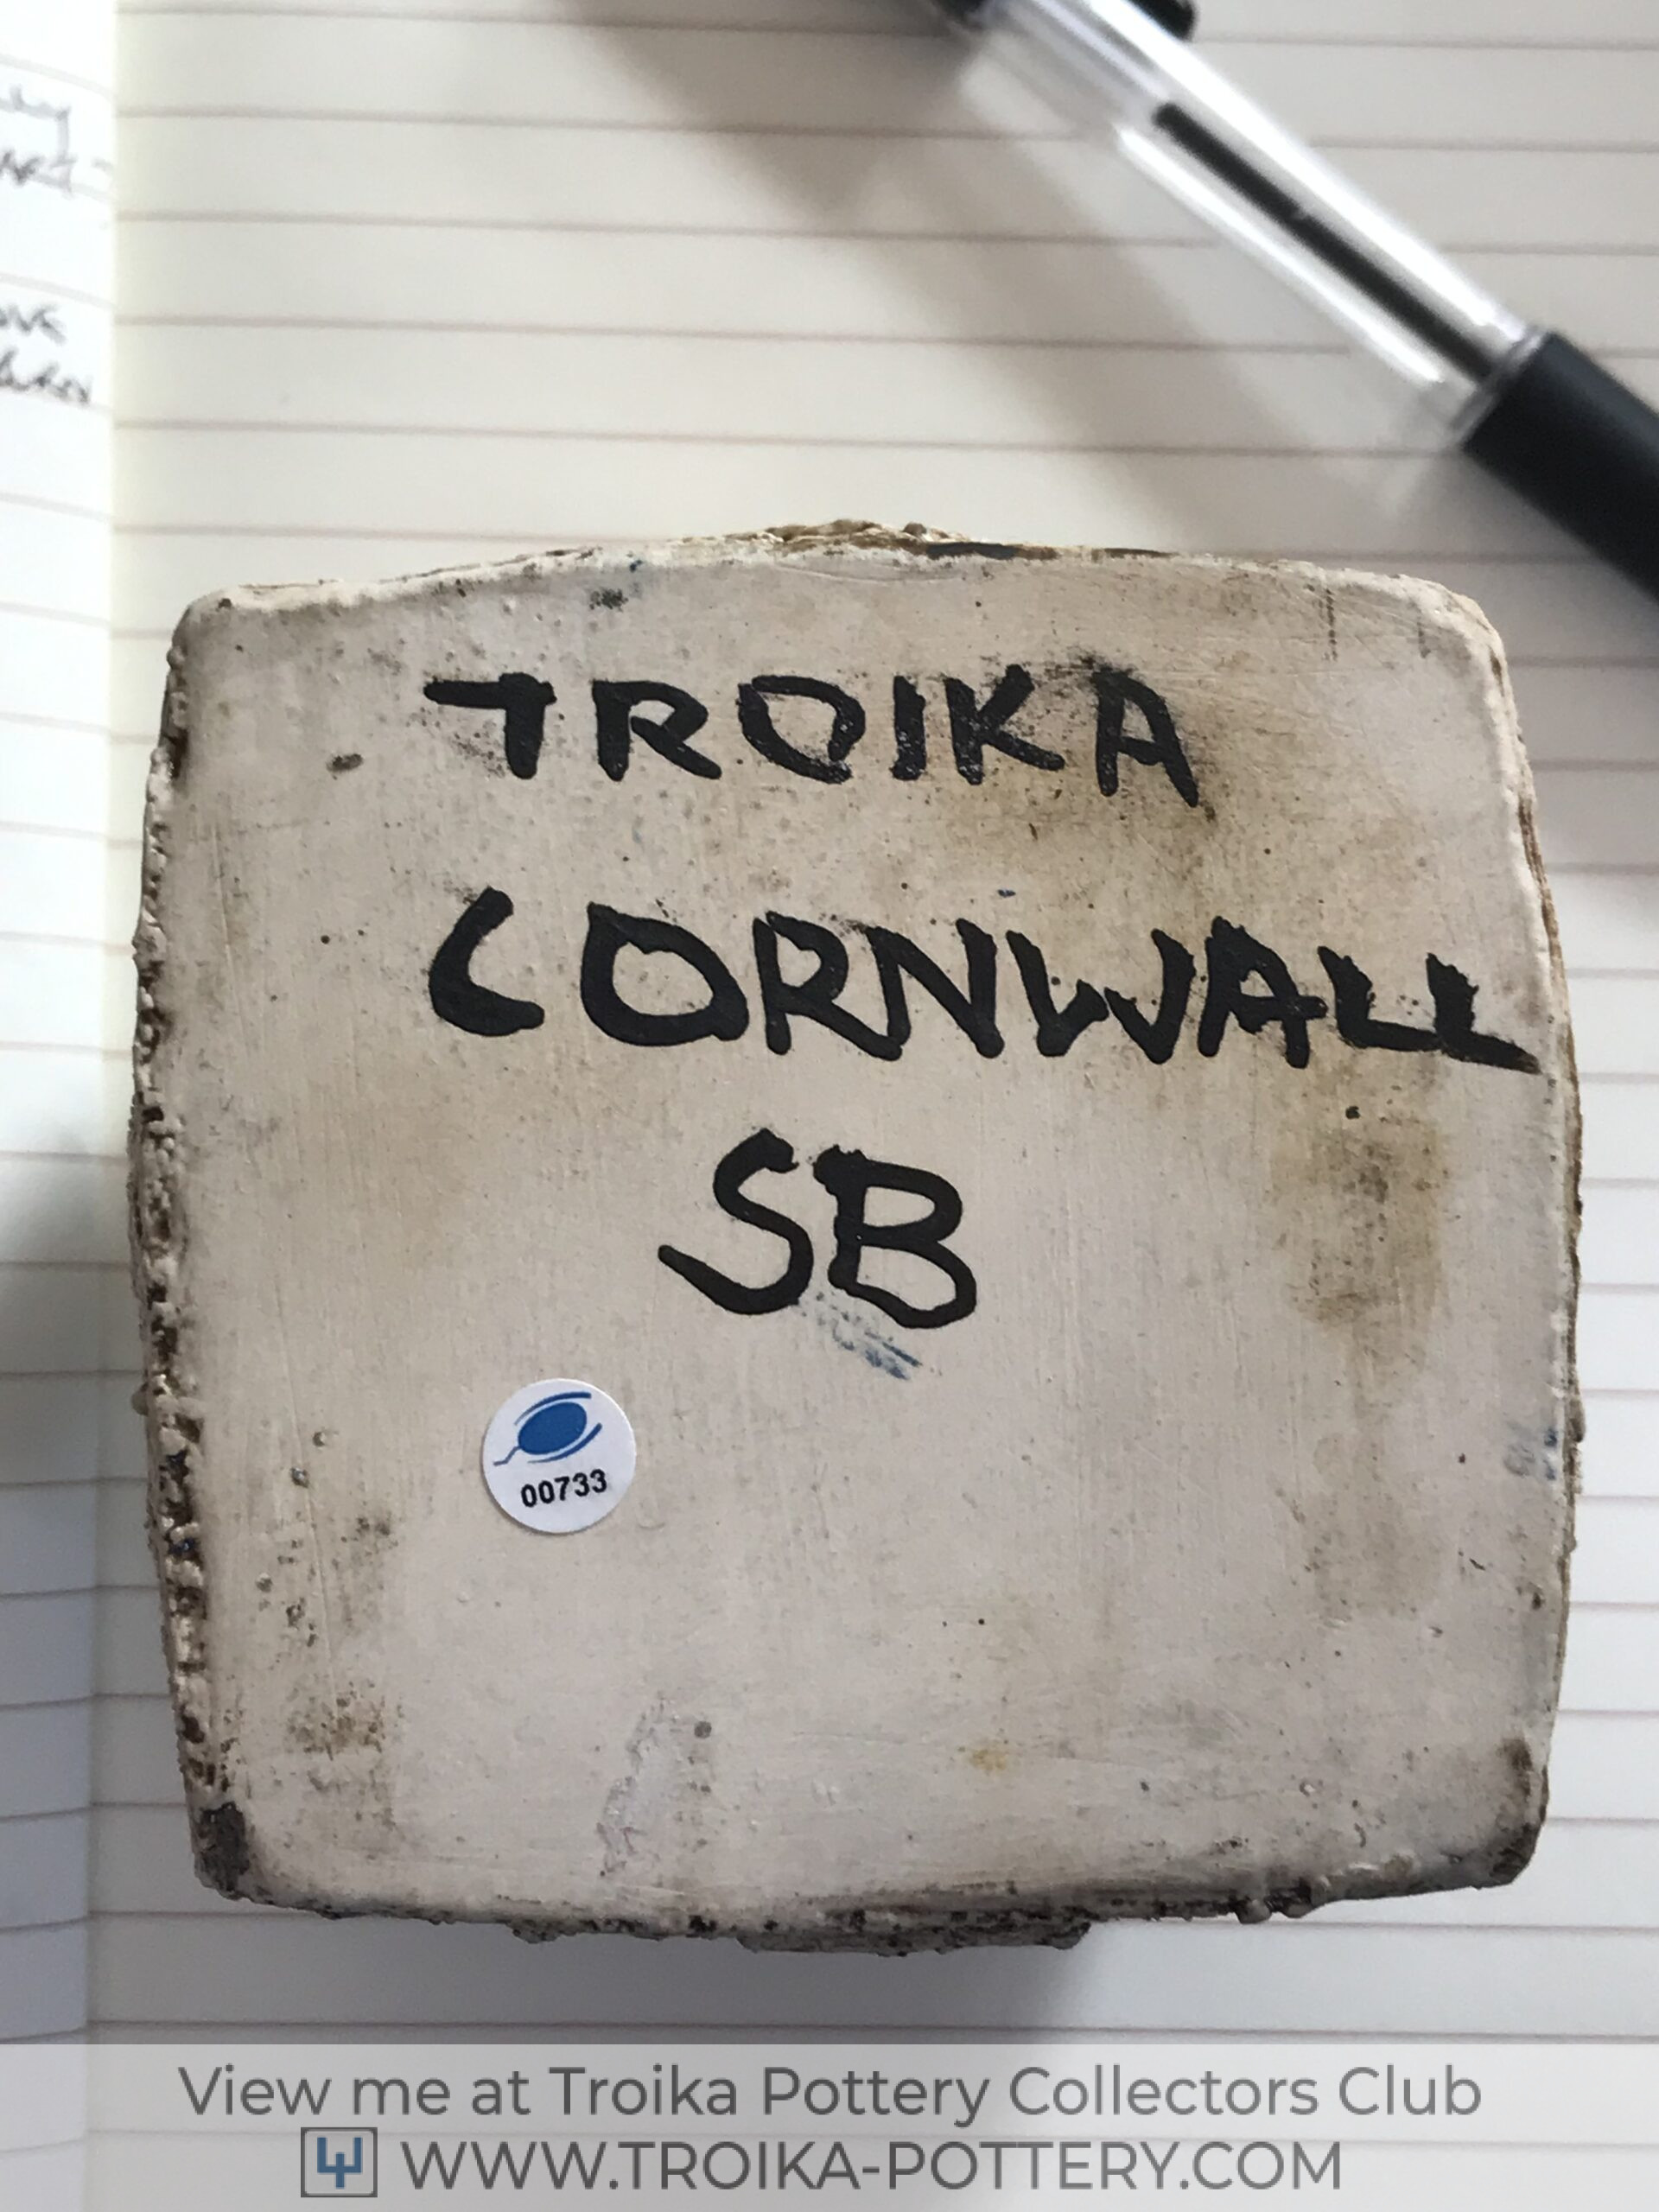 TROIKA
CORNWALL
SB
00733
View me at Troika Pottery Collectors Club
WWW.TROIKA-POTTERY.COM